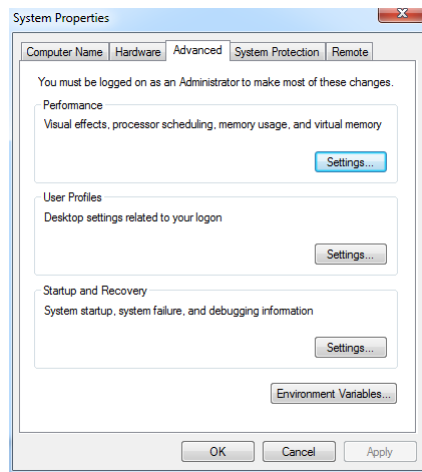 System Properties
Computer Name Hardware Advanced System Protection Remote
You must be logged on as an Administrator to make most of these changes.
Performance
Visual effects, processor scheduling, memory usage, and virtual memory
Settings...
User Profiles
Desktop settings related to your logon
Settings...
Startup and Recovery
System startup, system failure, and debugging information
Settings...
Environment Variables...
OK Cancel Apply